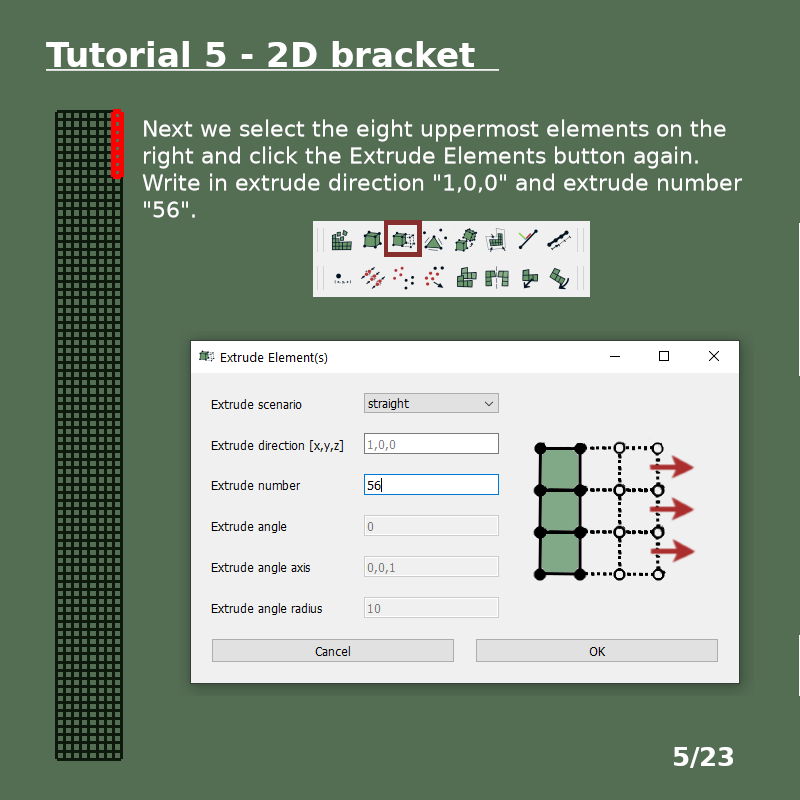 Tutorial 5 - 2D bracket
Next we select the eight uppermost elements on the
right and click the Extrude Elements button again.
Write in extrude direction "1,0,0" and extrude number
"56".
Extrude Element(s)
Extrude scenario straight
Extrude direction [x,y,z] 1,0,0
Extrude number 56
Extrude angle 0
Extrude angle axis 0,0,1
Extrude angle radius 10
Cancel OK
5/23